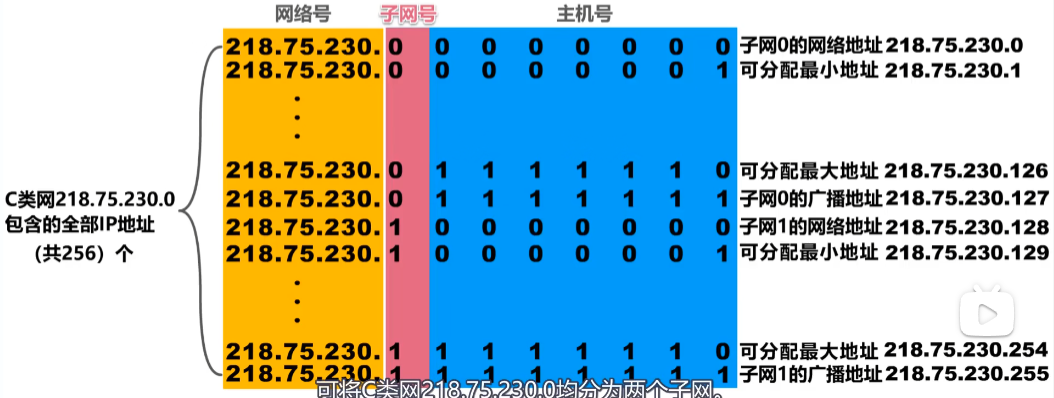 网络号 子网号 主机号
218.75.230. 0 0 0 0 0 0 0 0 子网0的网络地址 218.75.230.0
218.75.230. 0 0 0 0 0 0 0 1 可分配最小地址 218.75.230.1
218.75.230. 0 1 1 1 1 1 1 0 可分配最大地址 218.75.230.126
218.75.230. 0 1 1 1 1 1 1 1 子网0的广播地址 218.75.230.127
C类网218.75.230.0
包含的全部IP地址
（共256）个
218.75.230. 1 0 0 0 0 0 0 0 子网1的网络地址 218.75.230.128
218.75.230. 1 0 0 0 0 0 0 1 可分配最小地址 218.75.230.129
218.75.230. 1 1 1 1 1 1 1 0 可分配最大地址 218.75.230.254
218.75.230. 1 1 1 1 1 1 1 1 子网1的广播地址 218.75.230.255
可将C类网218.75.230.0均分为两个子网。